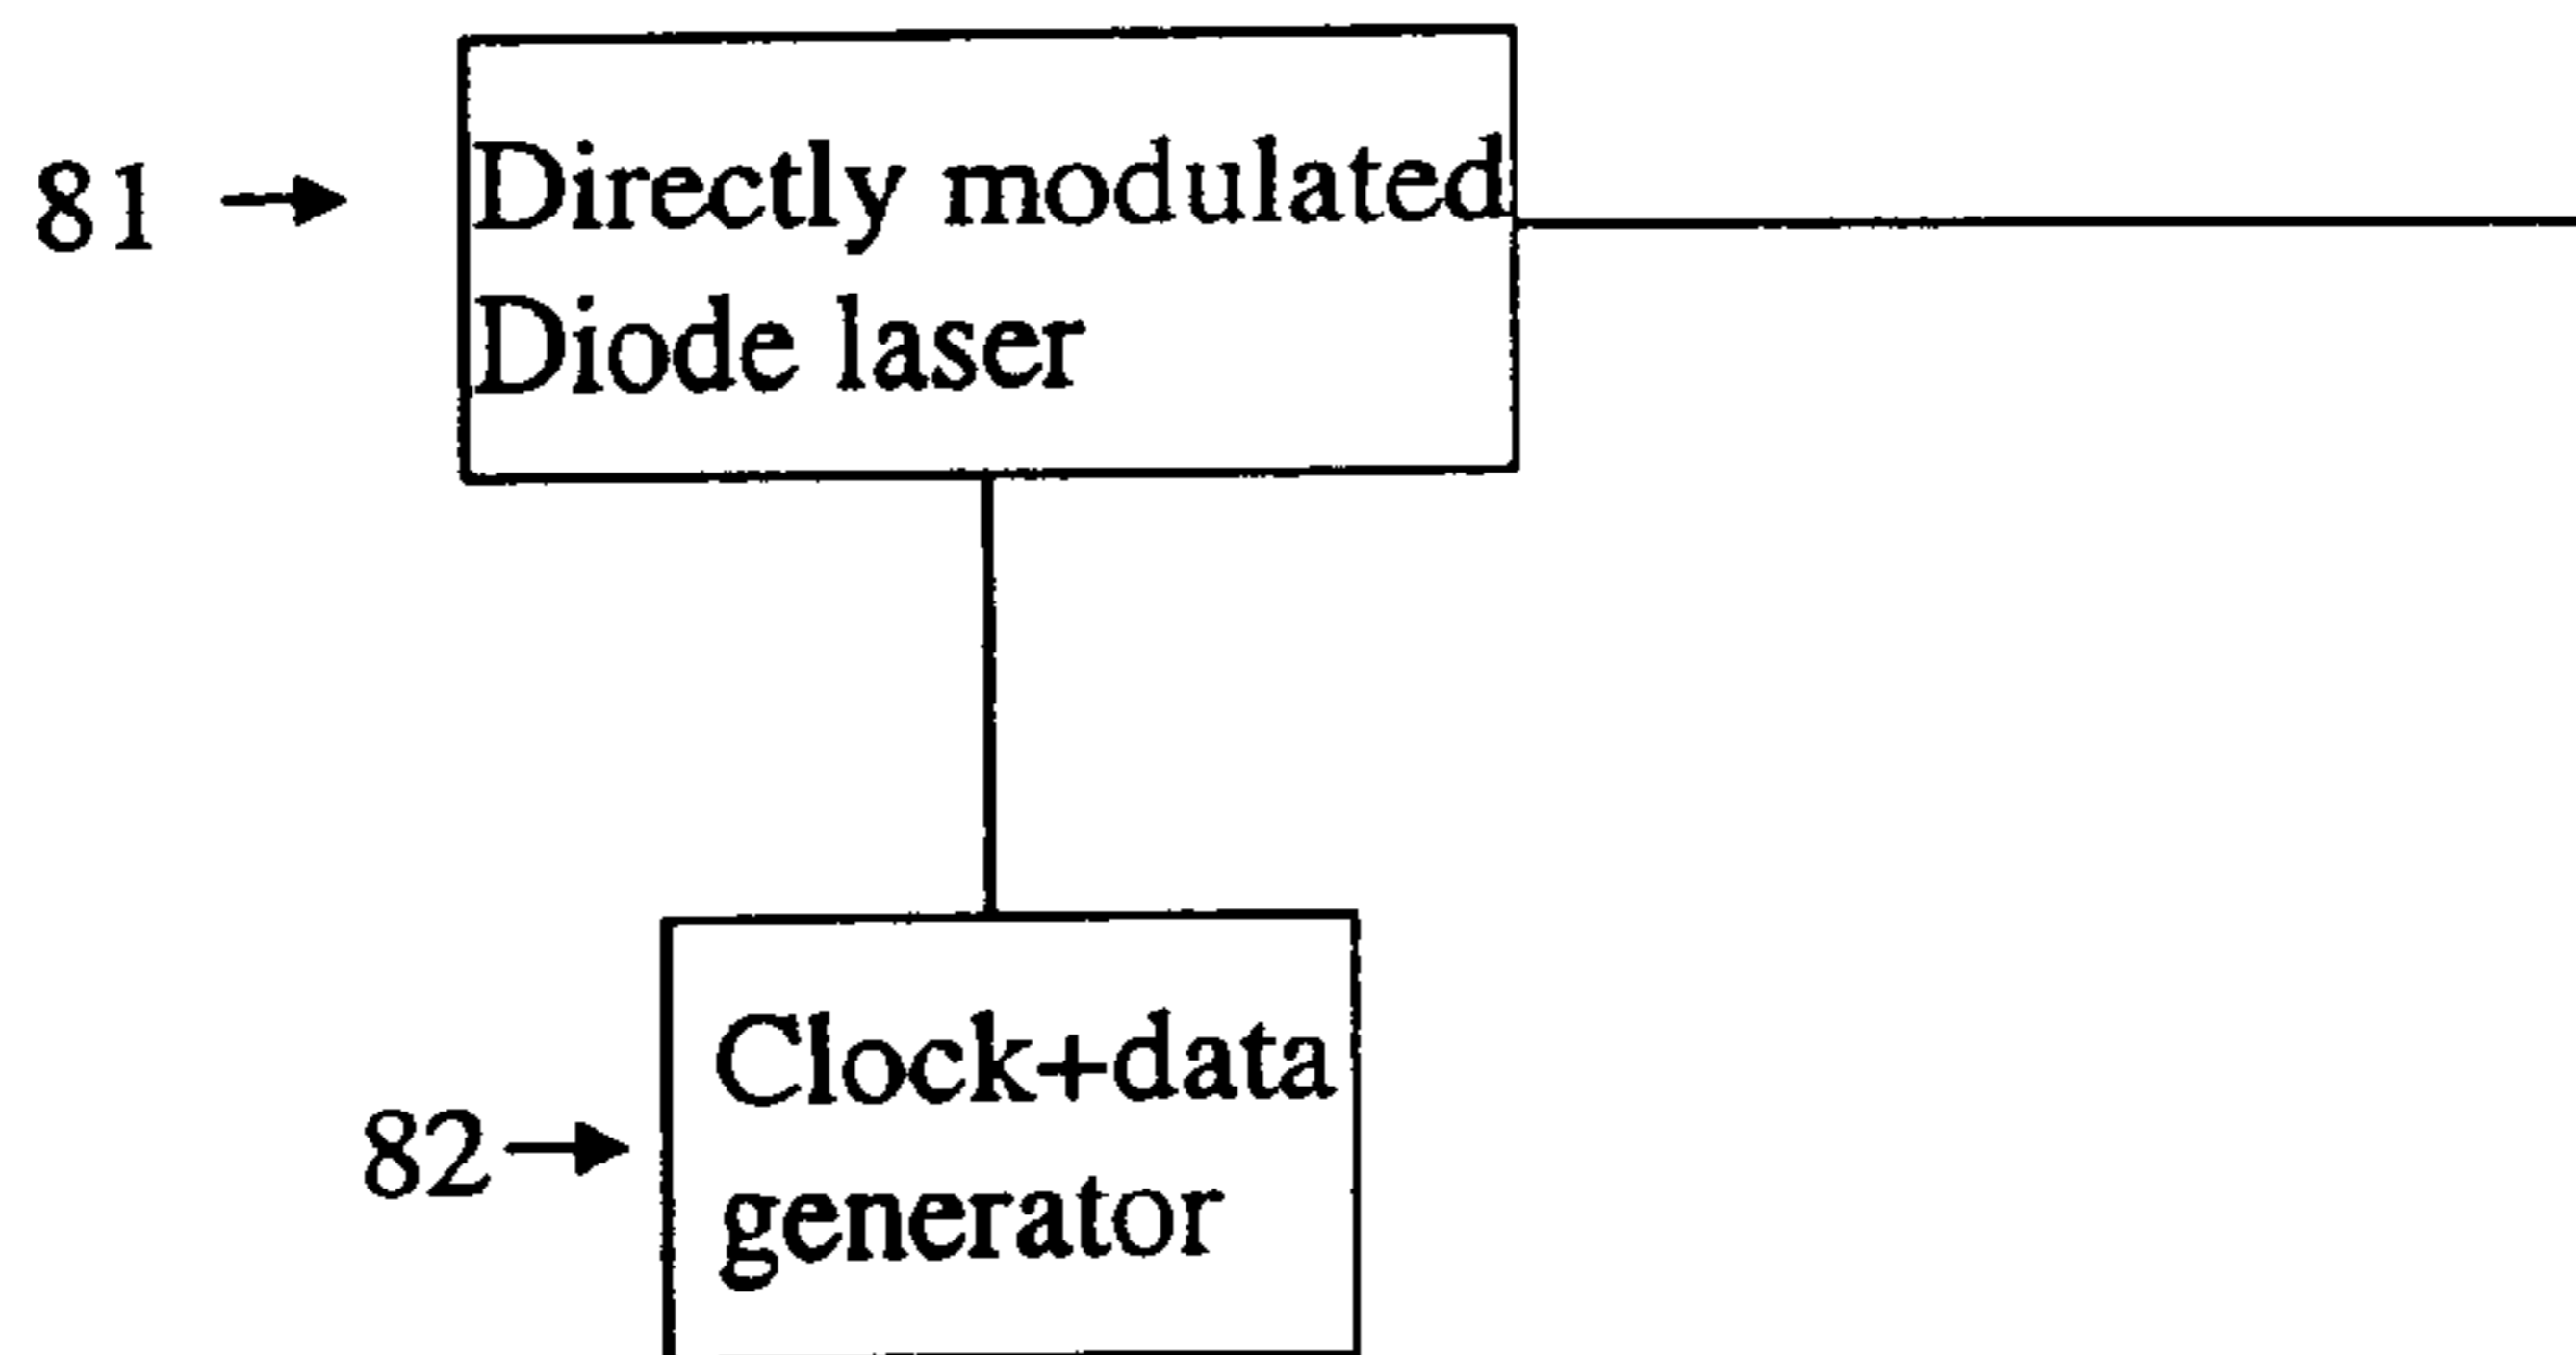 81
Directly modulated
Diode laser
82
Clock+data
generator